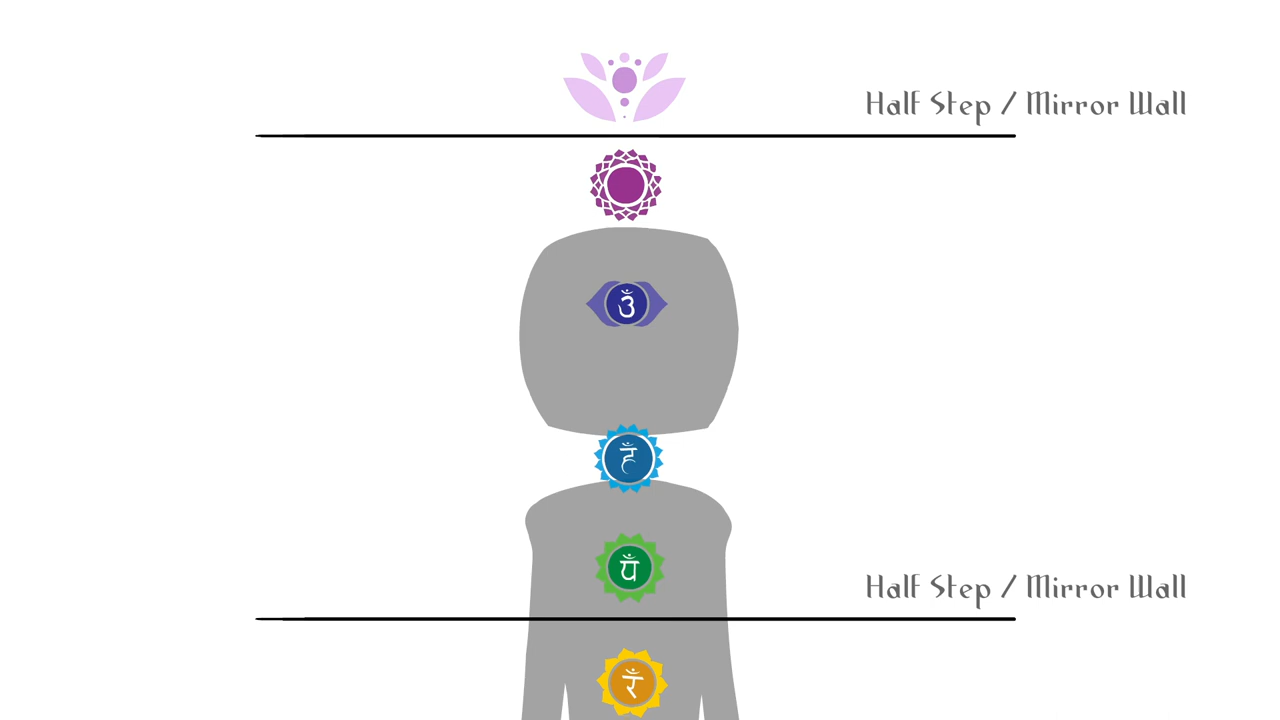 Half Step / Mirror Wall
ॐ
हँ
यँ
Half Step / Mirror Wall
रँ